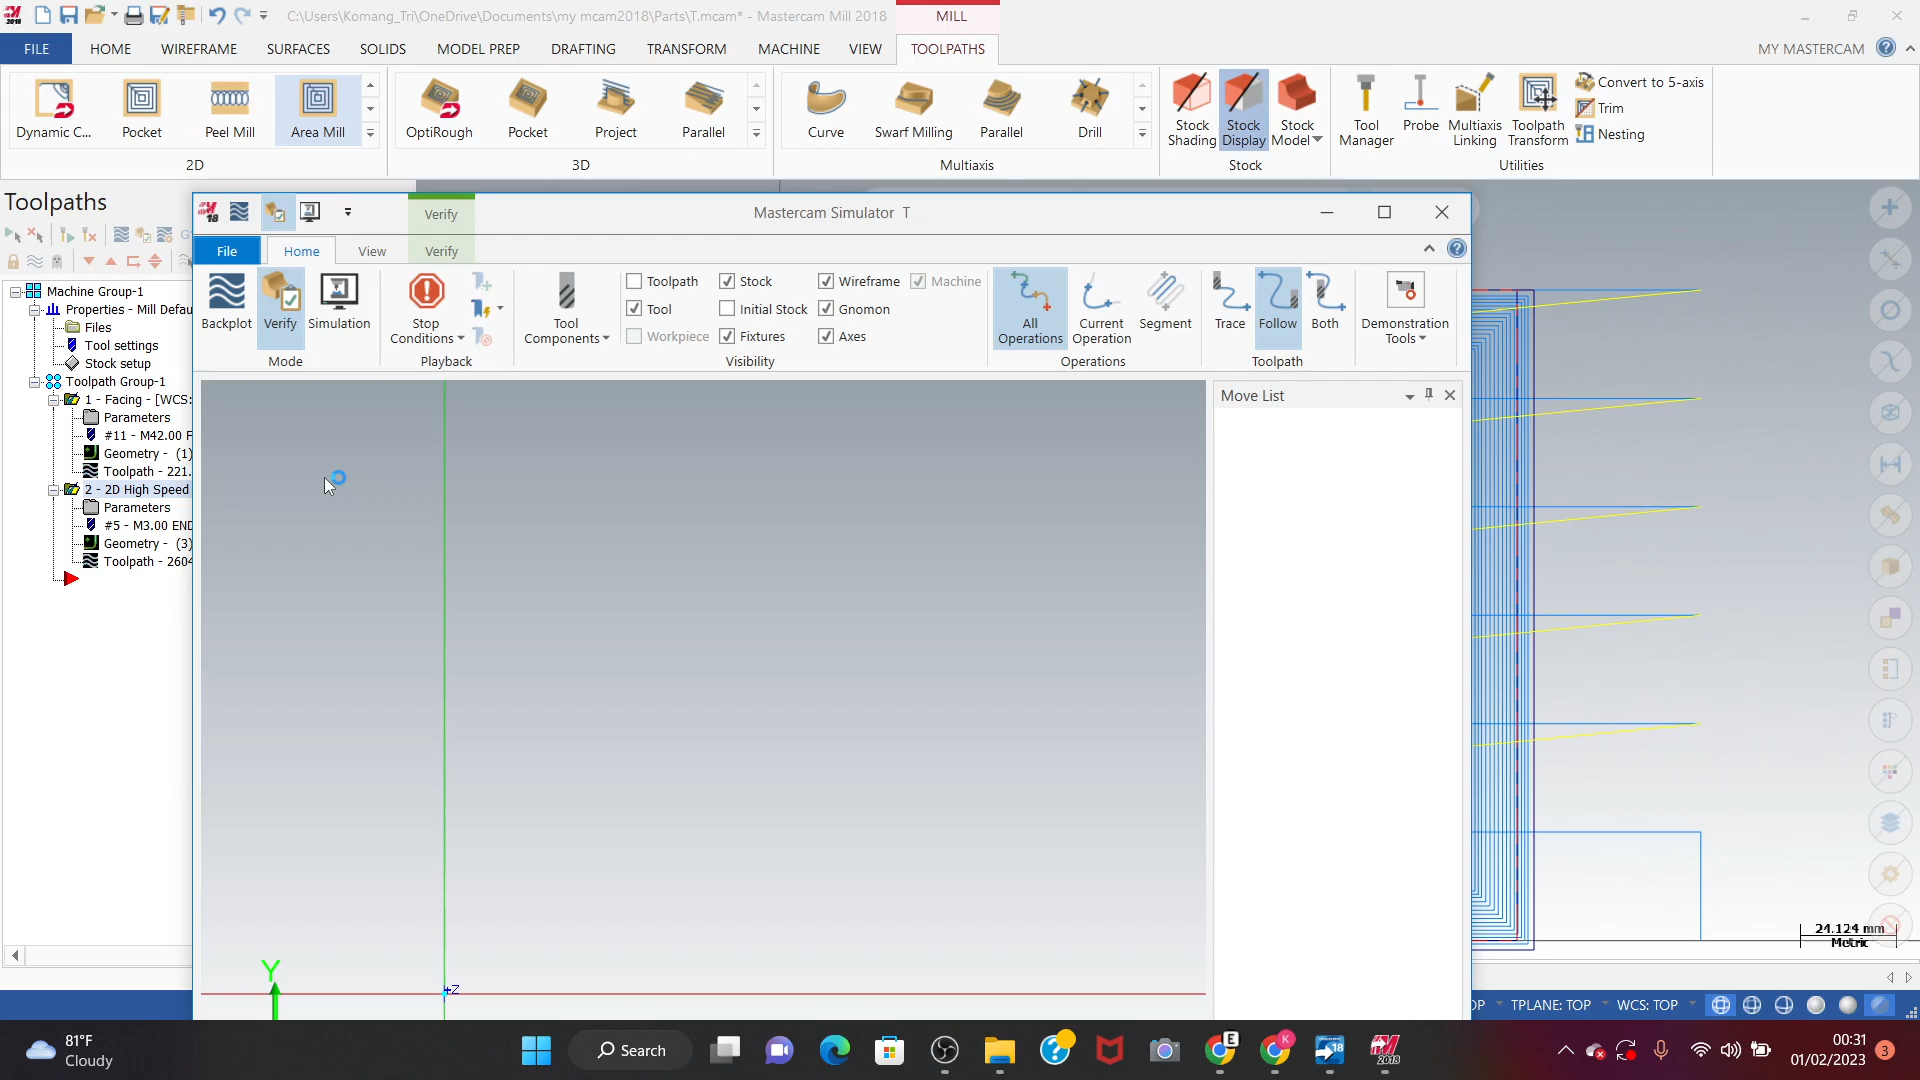 C:\Users\Komang_Tri\OneDrive\Documents\my mcam2018\Parts\T.mcam* - Mastercam Mill 2018
MILL
FILE
HOME
WIREFRAME
SURFACES
SOLIDS
MODEL PREP
DRAFTING
TRANSFORM
MACHINE
VIEW
TOOLPATHS
MY MASTERCAM
Dynamic C...
Pocket
Peel Mill
Area Mill
2D
OptiRough
Pocket
Project
Parallel
3D
Curve
Swarf Milling
Parallel
Drill
Multiaxis
Stock
Shading
Stock
Display
Stock
Model
Stock
Tool
Manager
Probe
Multiaxis
Linking
Toolpath
Transform
Convert to 5-axis
Trim
Nesting
Utilities
Toolpaths
Machine Group-1
Properties - Mill Defau
Files
Tool settings
Stock setup
Toolpath Group-1
1 - Facing - [WCS:
Parameters
#11 - M42.00 F
Geometry - (1)
Toolpath - 221.
2 - 2D High Speed
Parameters
#5 - M3.00 END
Geometry - (3)
Toolpath - 2604
Verify
Mastercam Simulator T
File
Home
View
Verify
Backplot
Verify
Simulation
Mode
Stop
Conditions
Playback
Tool
Components
Toolpath
Tool
Workpiece
Stock
Initial Stock
Fixtures
Wireframe
Gnomon
Axes
Machine
Visibility
All
Operations
Current
Operation
Segment
Operations
Trace
Follow
Both
Toolpath
Demonstration
Tools
Move List
Y
+Z
24.124 mm
Metric
OP
TPLANE: TOP
WCS: TOP
81°F
Cloudy
Search
00:31
01/02/2023
3